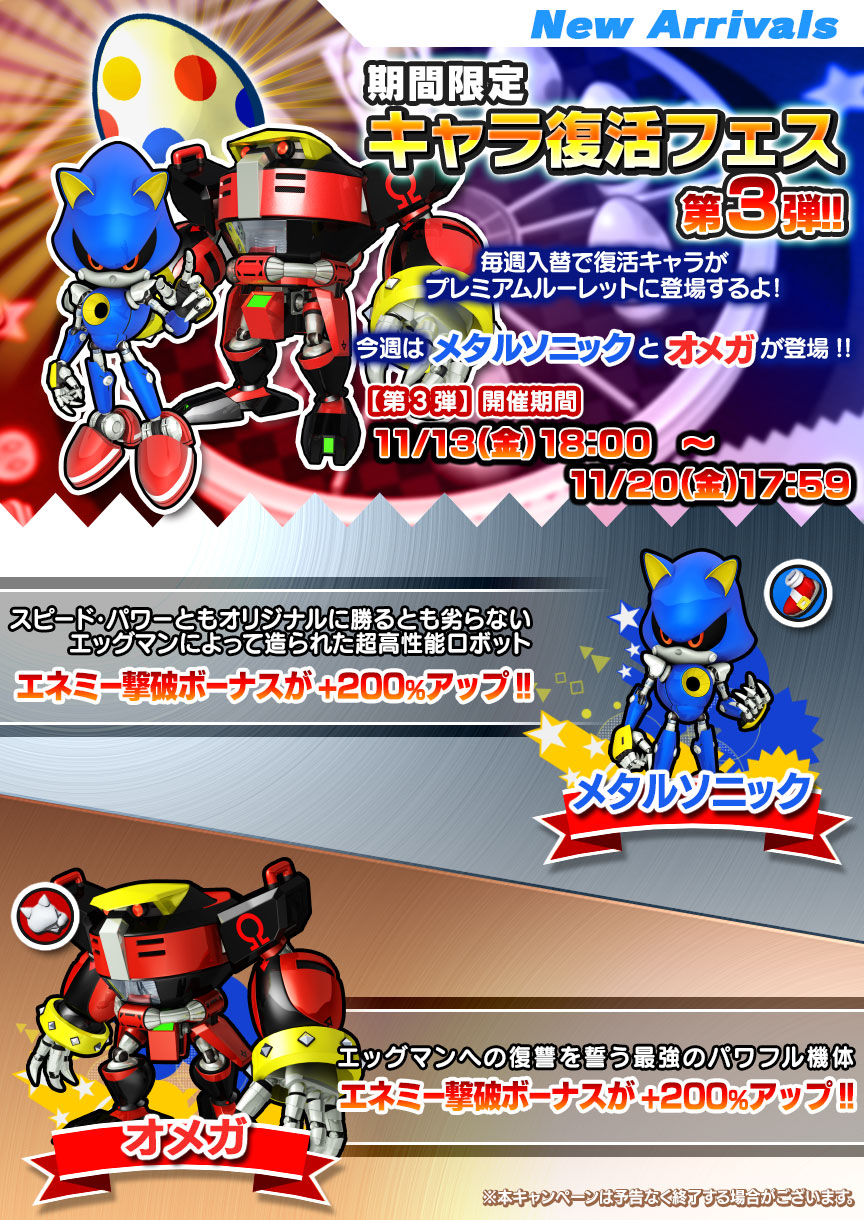 New Arrivals
期間限定
キャラ復活フェス
第3弾!!
毎週入替で復活キャラが
プレミアムルーレットに登場するよ!
今週は メタルソニック と オメガ が登場 !!
【第3弾】開催期間
11/13(金)18:00 ～
11/20(金)17:59
スピード・パワーともオリジナルに勝るとも劣らない
エッグマンによって造られた超高性能ロボット
エネミー撃破ボーナスが +200%アップ !!
メタルソニック
Ω
エッグマンへの復讐を誓う最強のパワフル機体
エネミー撃破ボーナスが +200%アップ !!
オメガ
※本キャンペーンは予告なく終了する場合がございます。